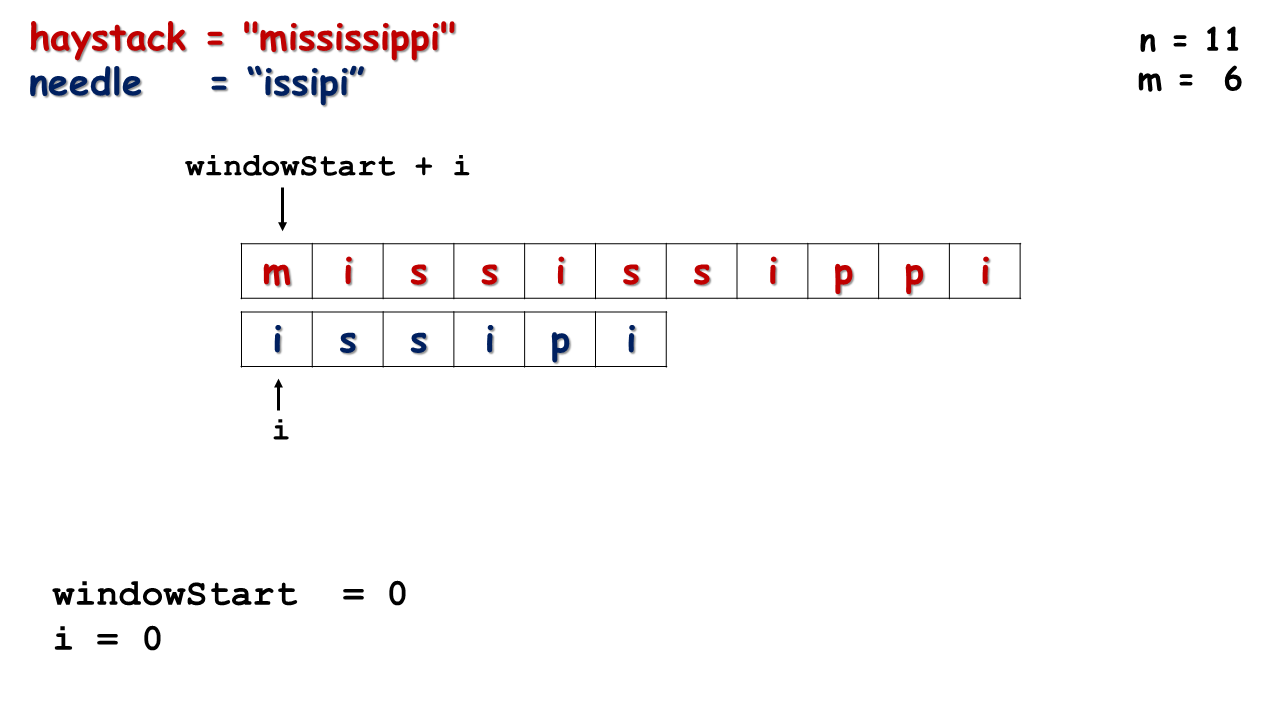 haystack = "mississippi"
needle = “issipi”
n = 11
m = 6
windowStart + i
m i s s i s s i p p i
i s s i p i
i
windowStart = 0
i = 0